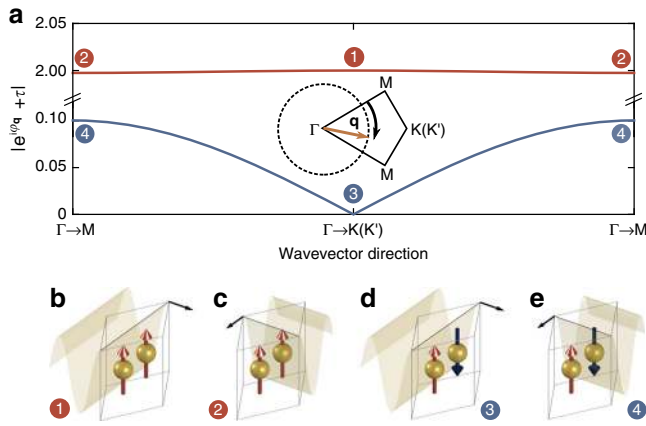 a
2.05
2.00
0.10
0.05
0
|e^{iφ_q} + τ|
2 1 2
4 3 4
M
Γ q K(K')
M
Γ→M Γ→K(K') Γ→M
Wavevector direction
b c d e
1 2 3 4